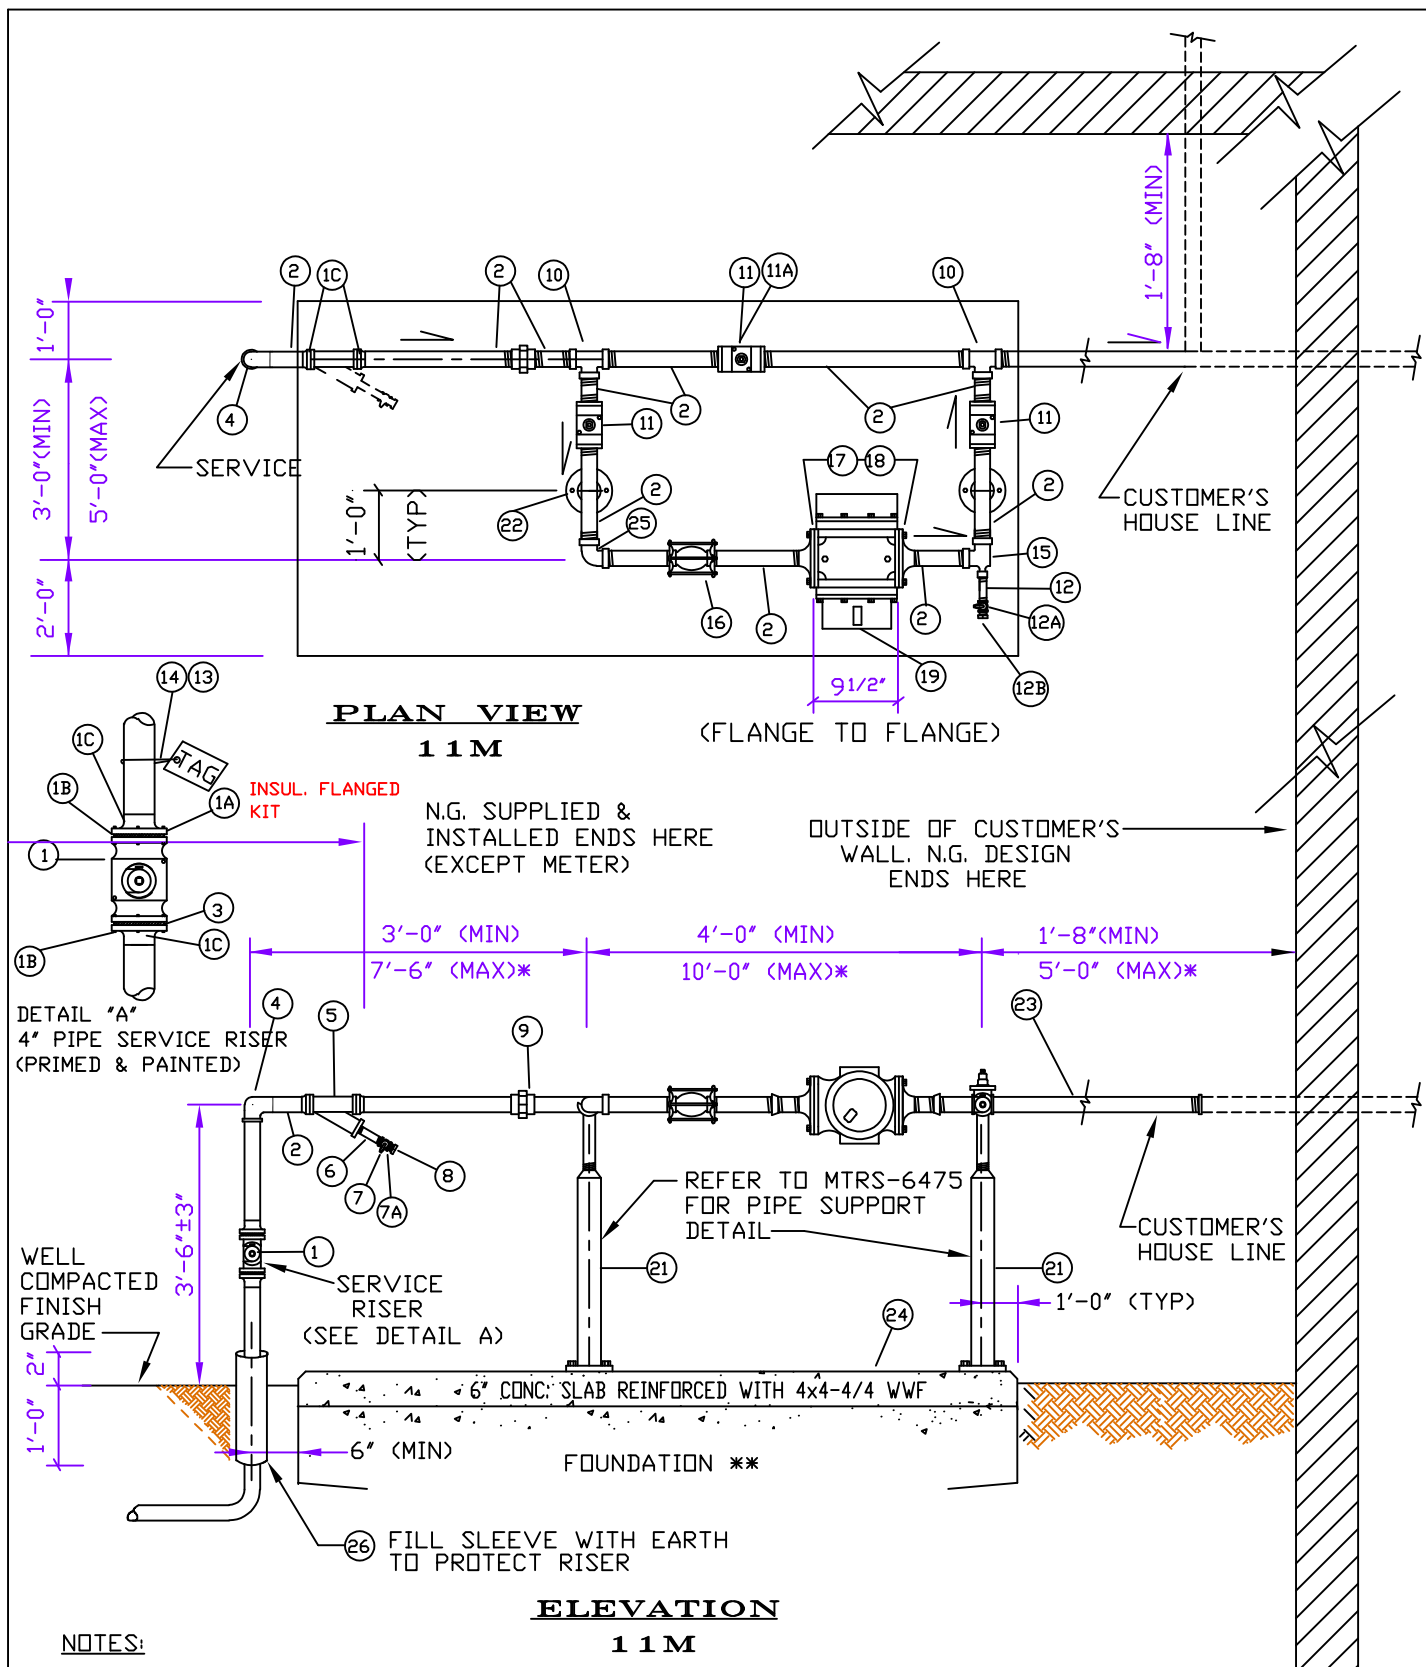 1'-8" (MIN)
2
1C
2
10
11
11A
10
1'-0"
3'-0"(MIN)
5'-0"(MAX)
2'-0"
4
SERVICE
2
11
2
11
17
18
2
22
25
1'-0"
(TYP)
CUSTOMER'S
HOUSE LINE
15
12
12A
12B
16
2
2
19
9 1/2"
(FLANGE TO FLANGE)
PLAN VIEW
11M
14
13
1C
TAG
1B
1A
INSUL. FLANGED
KIT
1
3
1C
1B
N.G. SUPPLIED &
INSTALLED ENDS HERE
(EXCEPT METER)
OUTSIDE OF CUSTOMER'S
WALL. N.G. DESIGN
ENDS HERE
DETAIL "A"
4" PIPE SERVICE RISER
(PRIMED & PAINTED)
3'-0" (MIN)
7'-6" (MAX)*
4'-0" (MIN)
10'-0" (MAX)*
1'-8"(MIN)
5'-0" (MAX)*
4
5
9
23
2
6
7
7A
8
REFER TO MTRS-6475
FOR PIPE SUPPORT
DETAIL
CUSTOMER'S
HOUSE LINE
3'-6"±3"
1
WELL
COMPACTED
FINISH
GRADE
SERVICE
RISER
(SEE DETAIL A)
21
21
1'-0" (TYP)
24
2"
1'-0"
6" CONC. SLAB REINFORCED WITH 4x4-4/4 WWF
6" (MIN)
FOUNDATION **
26
FILL SLEEVE WITH EARTH
TO PROTECT RISER
ELEVATION
11M
NOTES: